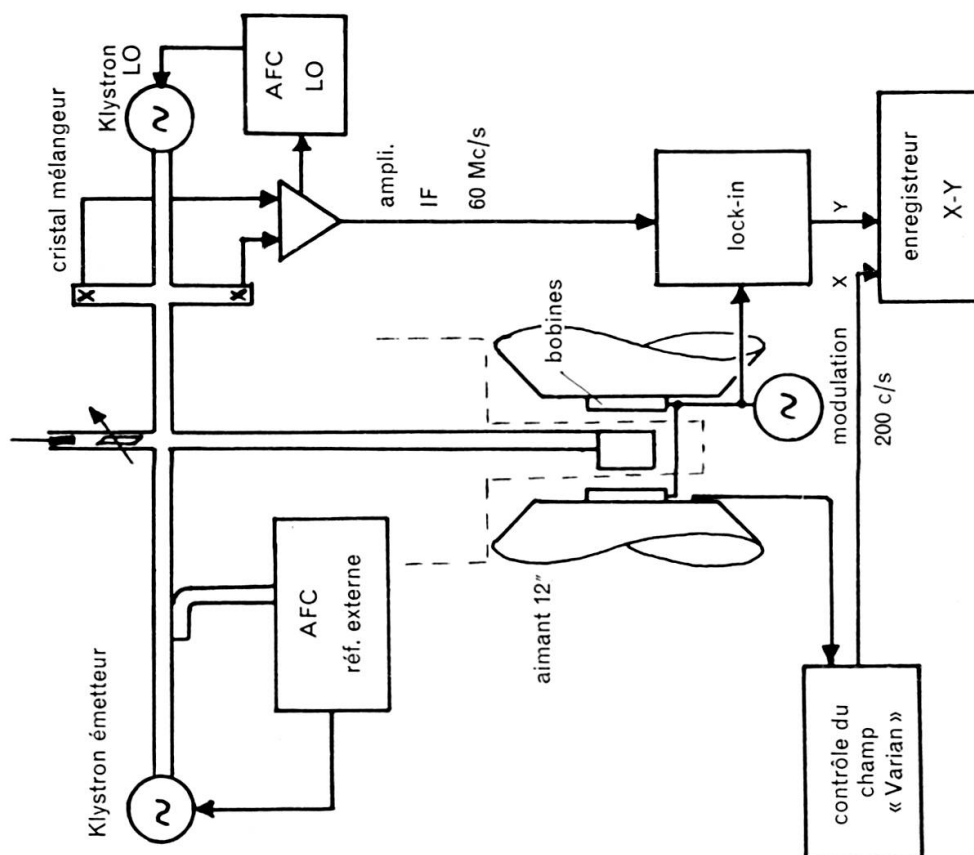 Klystron
LO
AFC
LO
cristal mélangeur
X
X
ampli.
IF
60 Mc/s
Klystron émetteur
AFC
réf. externe
lock-in
bobines
aimant 12"
modulation
200 c/s
X
Y
enregistreur
X-Y
contrôle du
champ
« Varian »